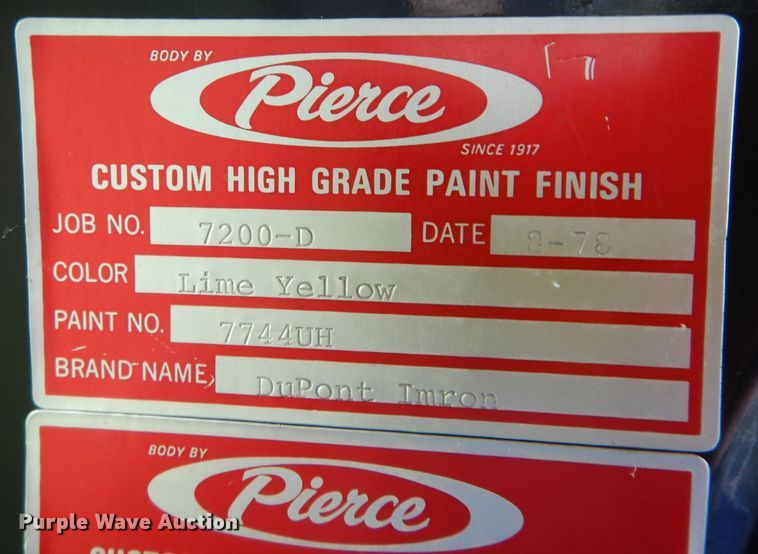 BODY BY
Pierce
SINCE 1917
CUSTOM HIGH GRADE PAINT FINISH
JOB NO. 7200-D DATE 8-78
COLOR Lime Yellow
PAINT NO. 7744UH
BRAND NAME DuPont Imron
BODY BY
Pierce
Purple Wave Auction